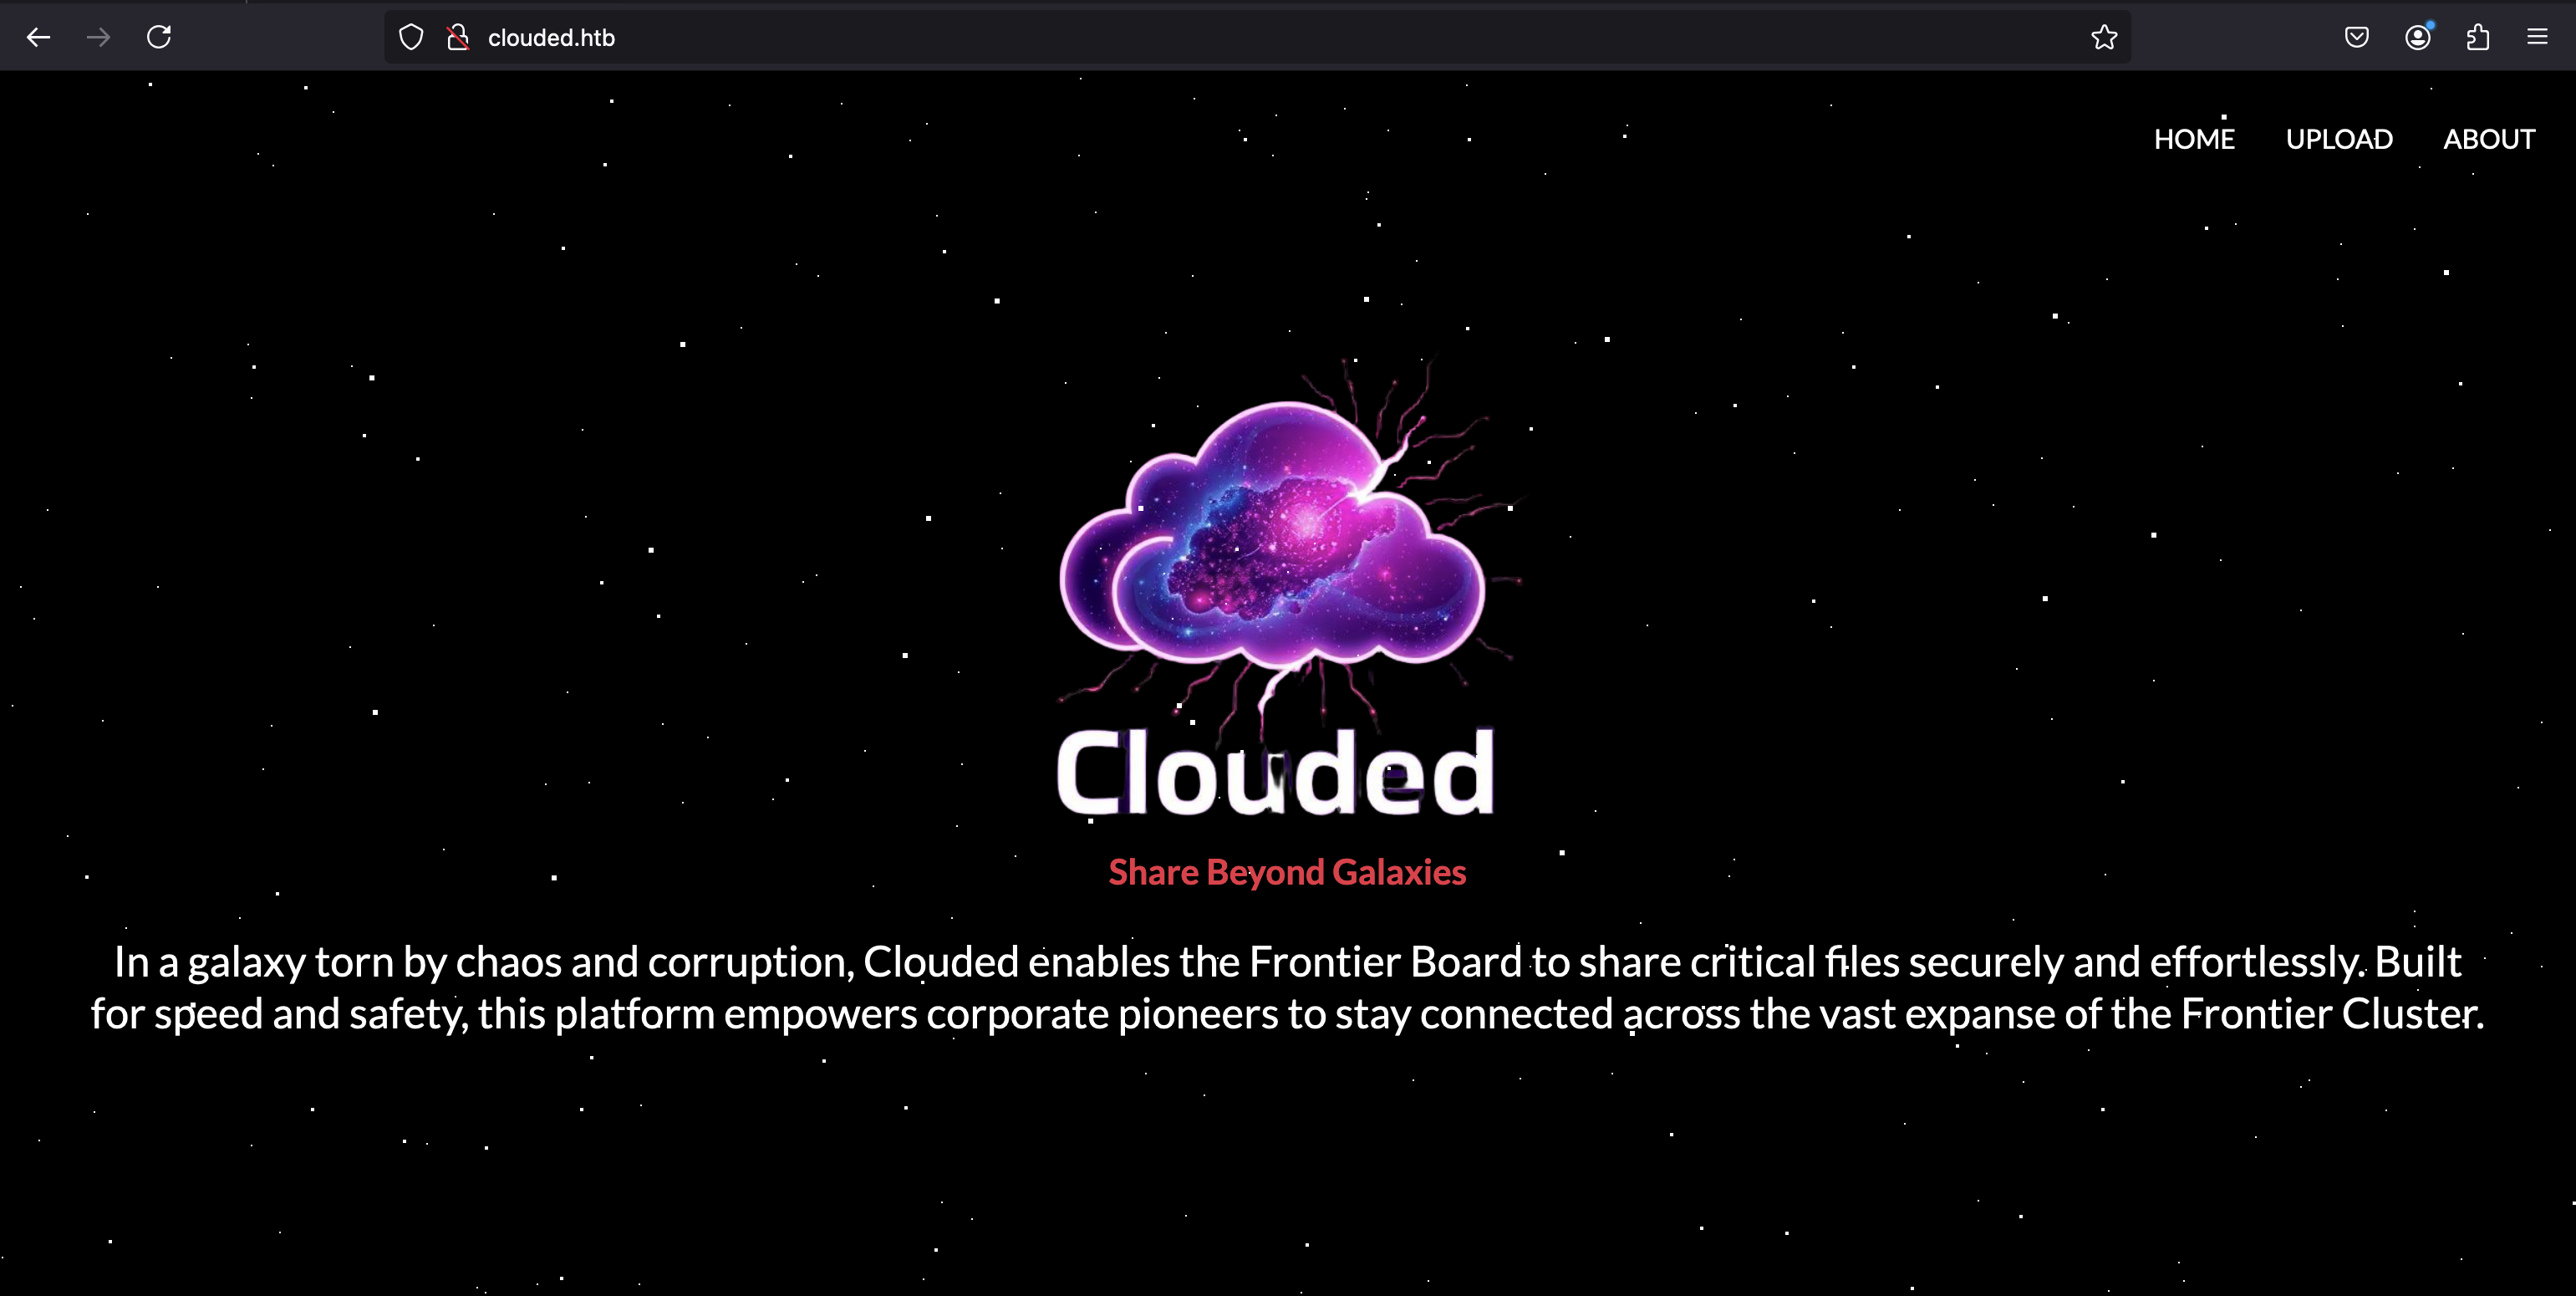 clouded.htb
HOME UPLOAD ABOUT
Clouded
Share Beyond Galaxies
In a galaxy torn by chaos and corruption, Clouded enables the Frontier Board to share critical files securely and effortlessly. Built
for speed and safety, this platform empowers corporate pioneers to stay connected across the vast expanse of the Frontier Cluster.